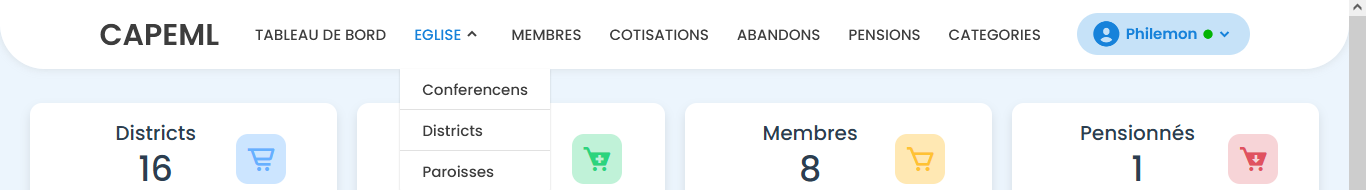 CAPEML TABLEAU DE BORD EGLISE MEMBRES COTISATIONS ABANDONS PENSIONS CATEGORIES Philemon
Conferencens
Districts
Paroisses
Districts
16
Membres
8
Pensionnés
1